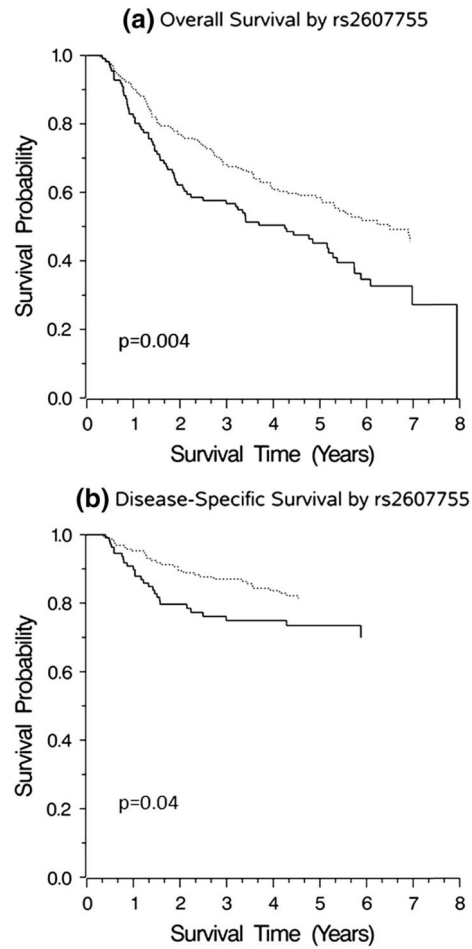 (a) Overall Survival by rs2607755
1.0
0.8
0.6
0.4
0.2
0.0
Survival Probability
p=0.004
0 1 2 3 4 5 6 7 8
Survival Time (Years)
(b) Disease-Specific Survival by rs2607755
1.0
0.8
0.6
0.4
0.2
0.0
Survival Probability
p=0.04
0 1 2 3 4 5 6 7 8
Survival Time (Years)